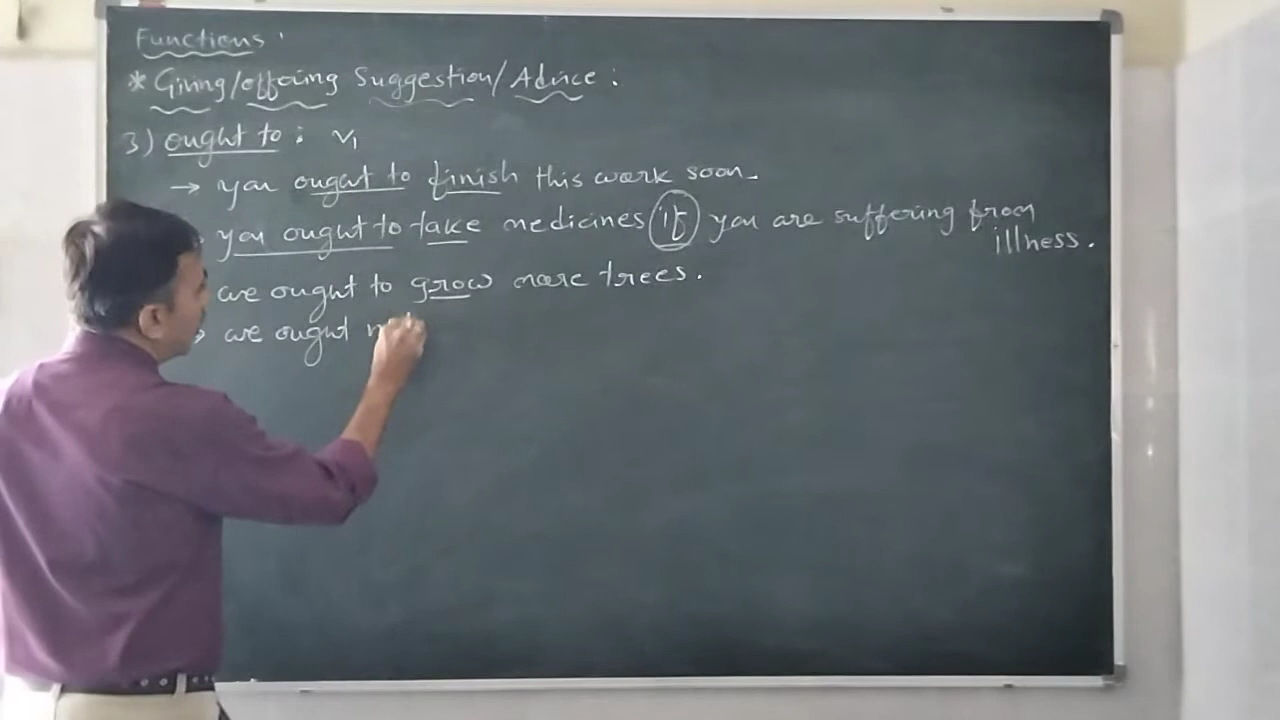 Functions
* Giving/offering Suggestion/Advice :
3) ought to : V1
→ you ought to finish this work soon.
you ought to take medicines if you are suffering from
illness.
we ought to grow more trees.
we ought